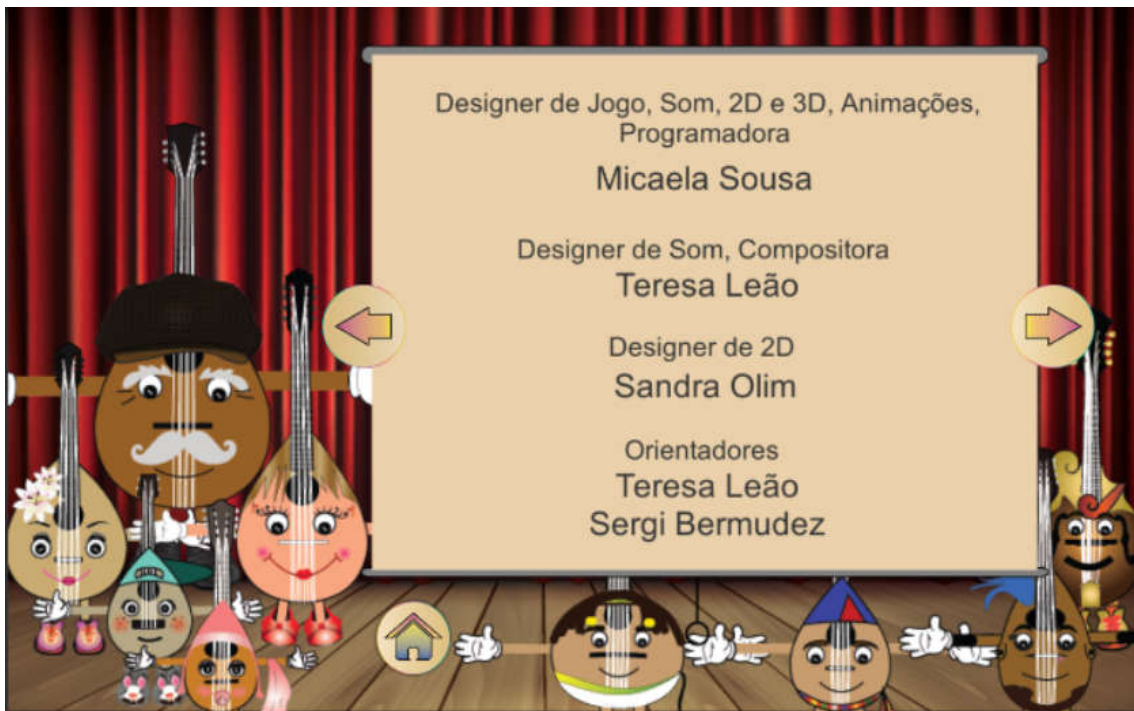 Designer de Jogo, Som, 2D e 3D, Animações,
Programadora
Micaela Sousa
Designer de Som, Compositora
Teresa Leão
Designer de 2D
Sandra Olim
Orientadores
Teresa Leão
Sergi Bermudez